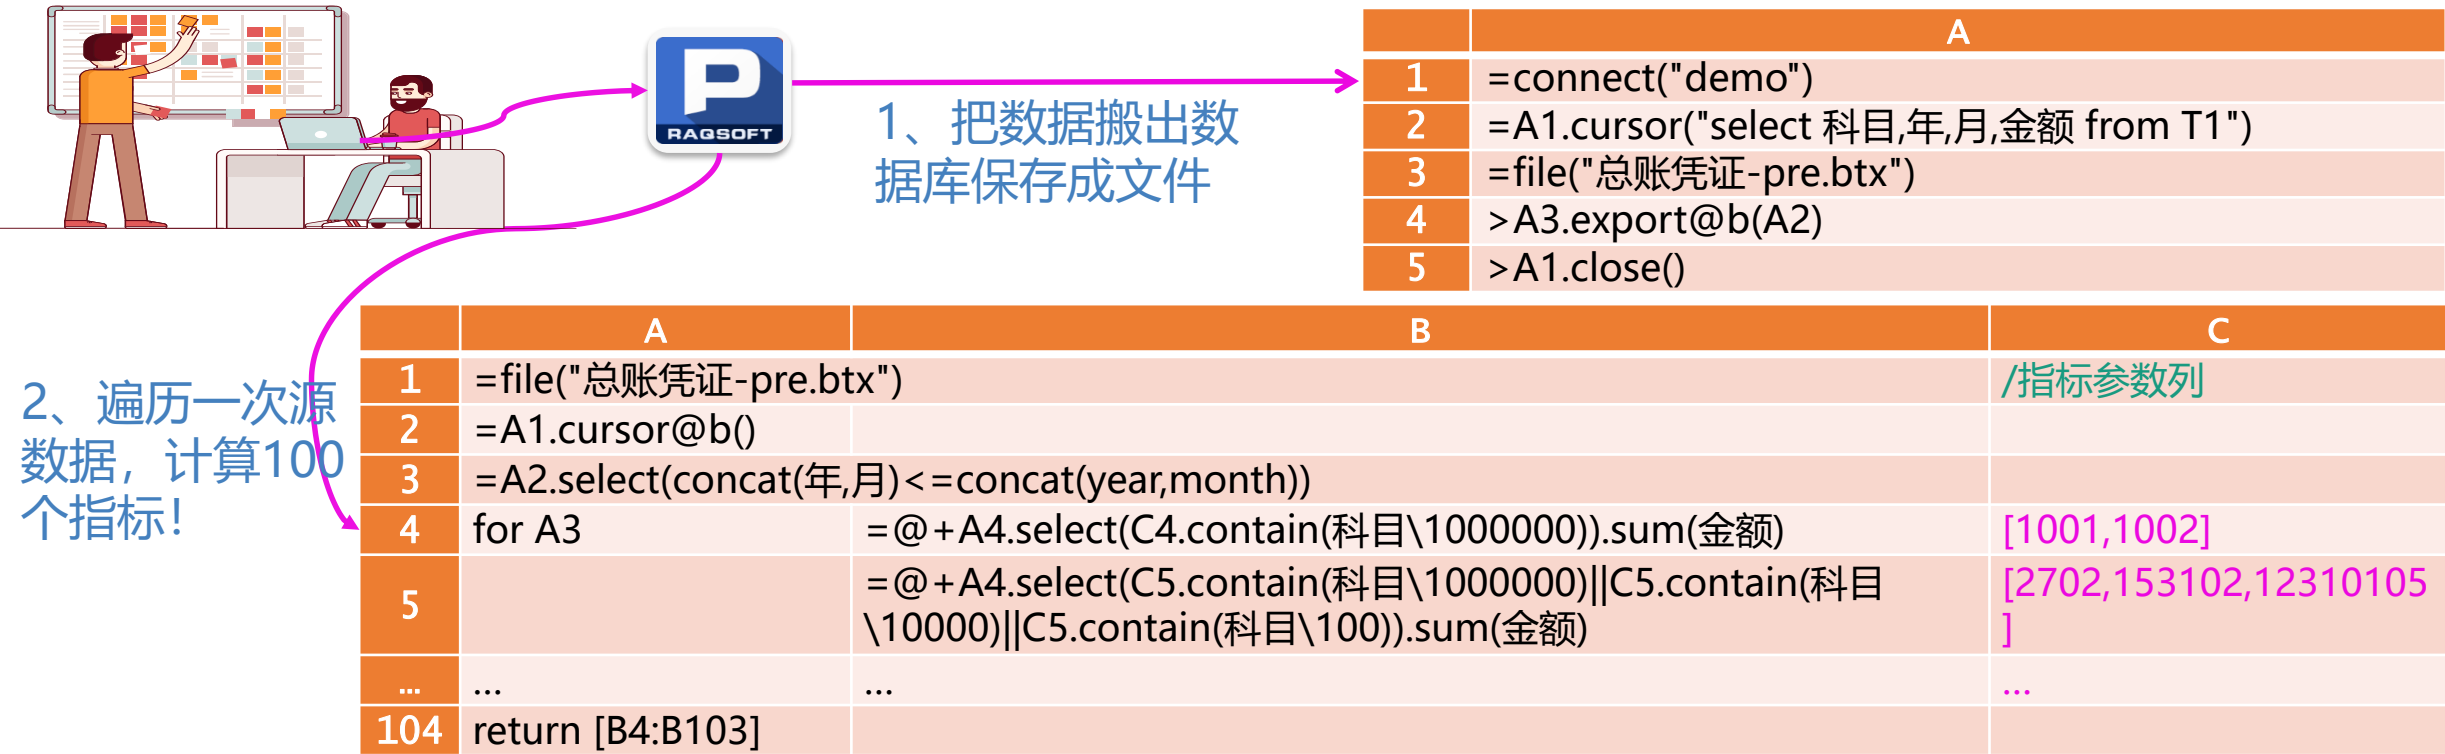 RAQSOFT
1、把数据搬出数
据库保存成文件
A
1 =connect("demo")
2 =A1.cursor("select 科目,年,月,金额 from T1")
3 =file("总账凭证-pre.btx")
4 >A3.export@b(A2)
5 >A1.close()
2、遍历一次源
数据，计算100
个指标！
A B C
1 =file("总账凭证-pre.btx") /指标参数列
2 =A1.cursor@b()
3 =A2.select(concat(年,月)<=concat(year,month))
4 for A3 =@+A4.select(C4.contain(科目\1000000)).sum(金额) [1001,1002]
5 =@+A4.select(C5.contain(科目\1000000)||C5.contain(科目 [2702,153102,12310105
\10000)||C5.contain(科目\100)).sum(金额) ]
... ... ... ...
104 return [B4:B103]